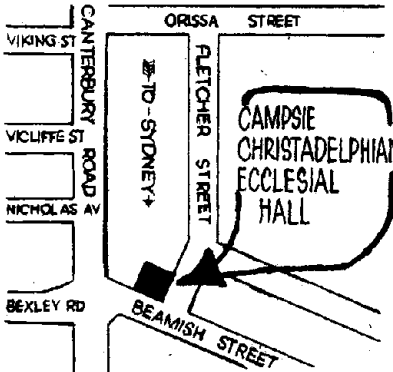 ORISSA STREET
CANTERBURY ROAD
VIKING ST
FLETCHER STREET
TO-SYDNEY
CAMPSIE
CHRISTADELPHIAN
ECCLESIAL
HALL
VICLIFFE ST
NICHOLAS AV
BEXLEY RD
BEAMISH STREET